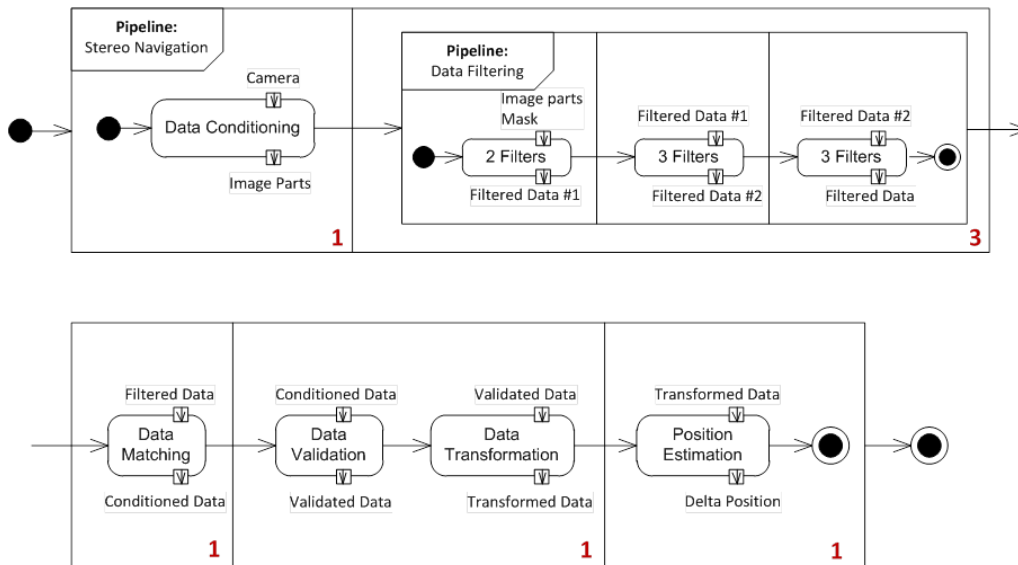 Pipeline:
Stereo Navigation
Camera
Data Conditioning
Image Parts
1
Pipeline:
Data Filtering
Image parts
Mask
2 Filters
Filtered Data #1
Filtered Data #1
3 Filters
Filtered Data #2
Filtered Data #2
3 Filters
Filtered Data
3
Filtered Data
Data
Matching
Conditioned Data
1
Conditioned Data
Data
Validation
Validated Data
Validated Data
Data
Transformation
Transformed Data
1
Transformed Data
Position
Estimation
Delta Position
1